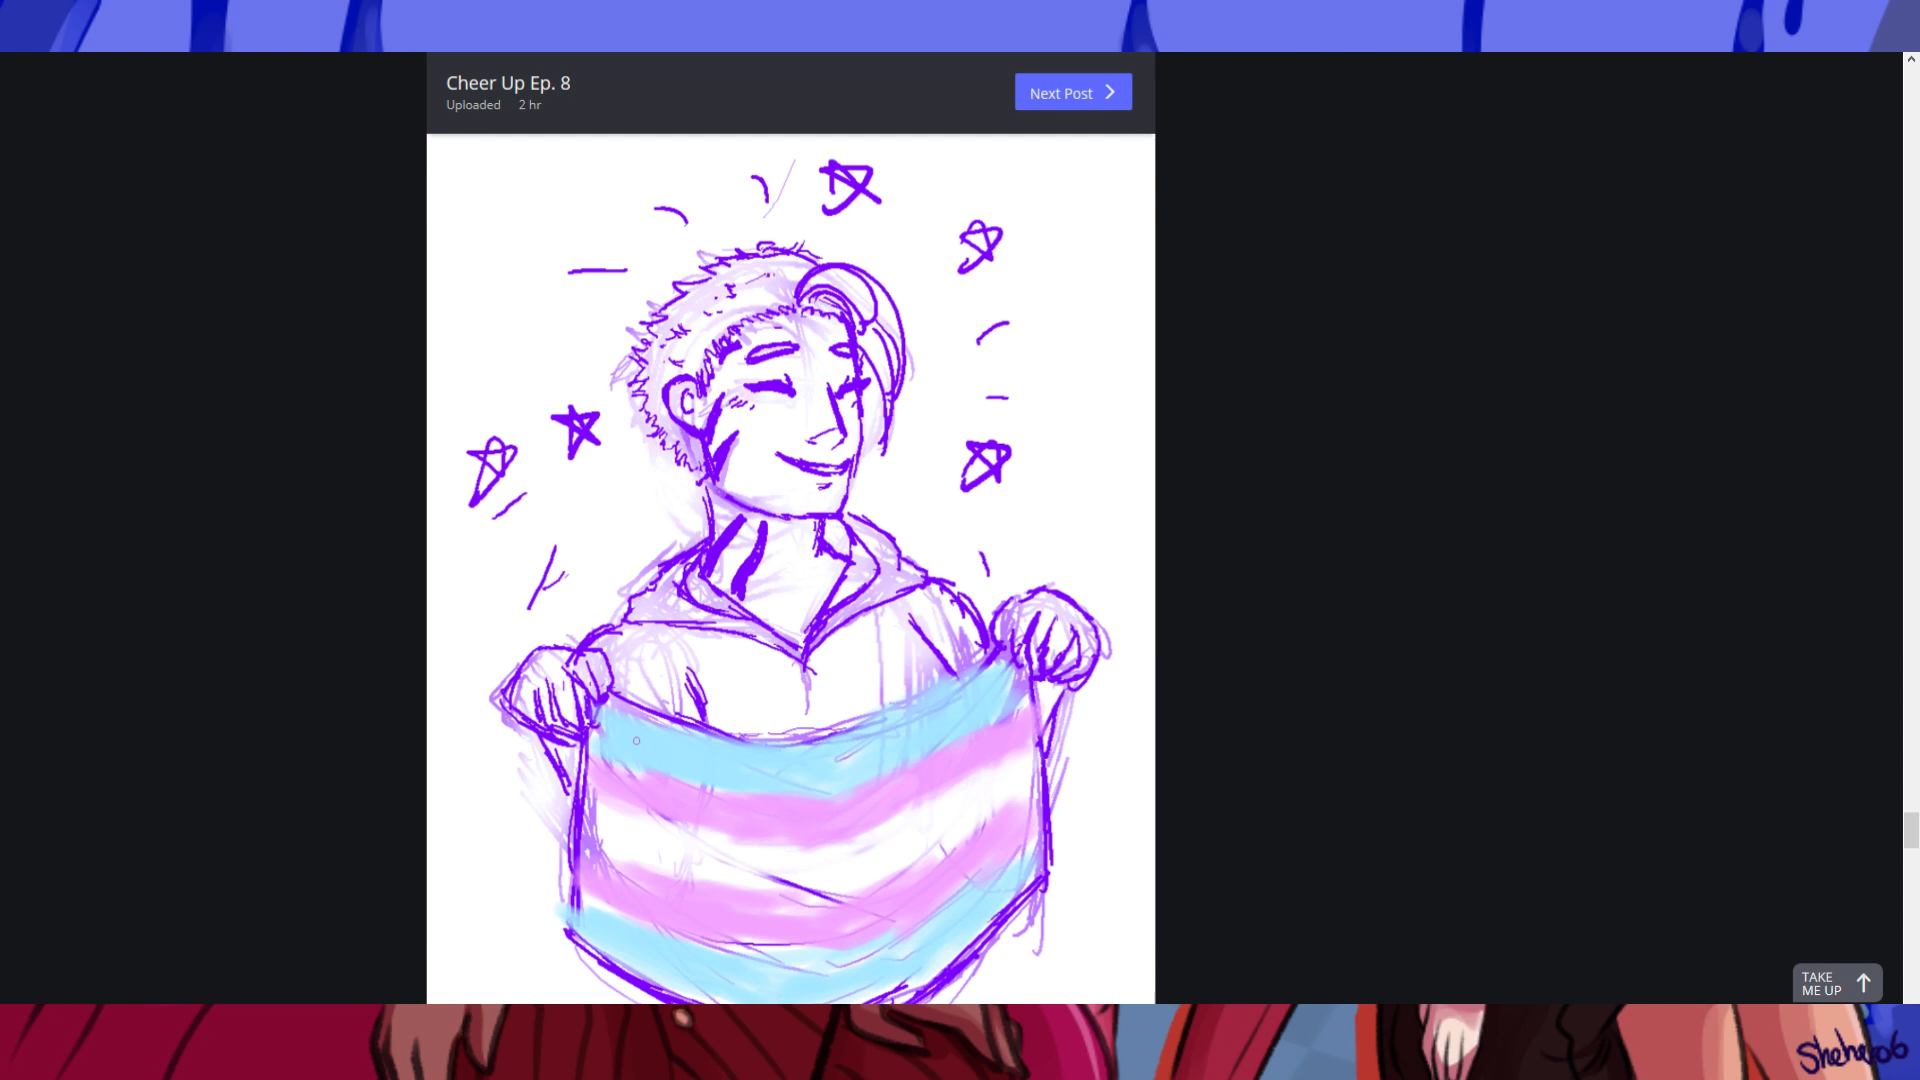 Cheer Up Ep. 8
Uploaded 2 hr
Next Post
TAKE
ME UP